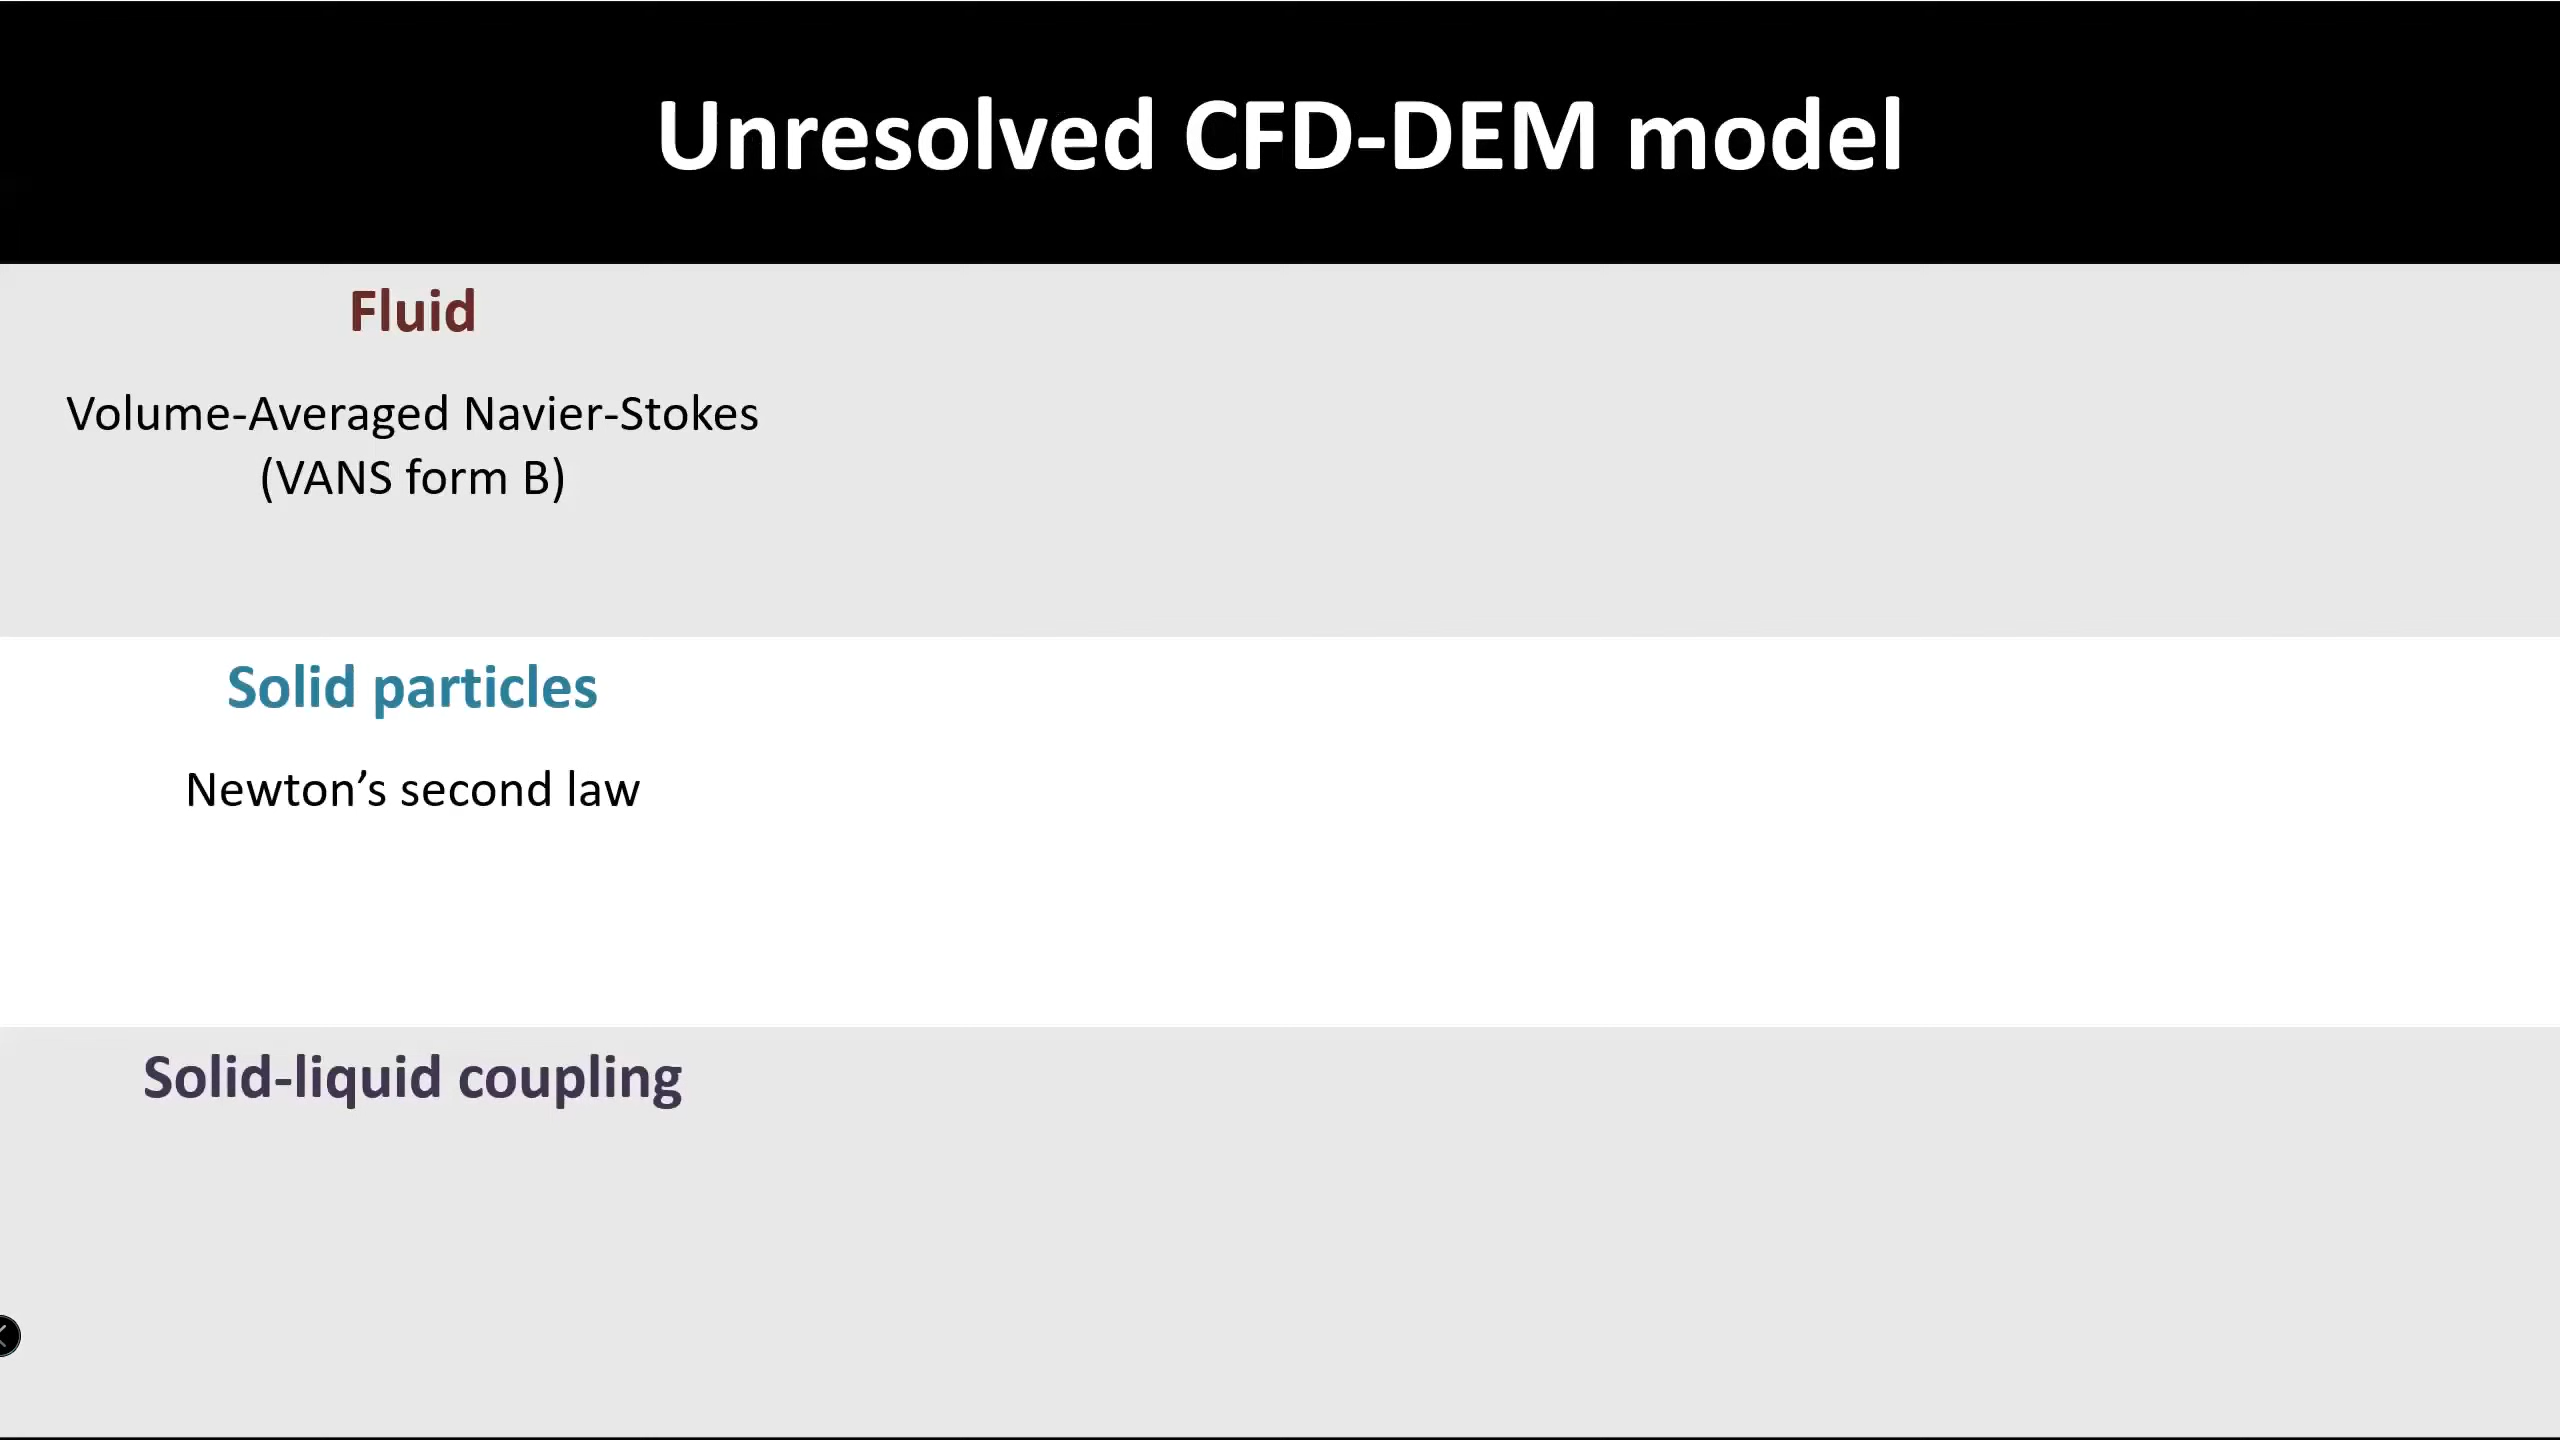 Unresolved CFD-DEM model
Fluid
Volume-Averaged Navier-Stokes
(VANS form B)
Solid particles
Newton’s second law
Solid-liquid coupling